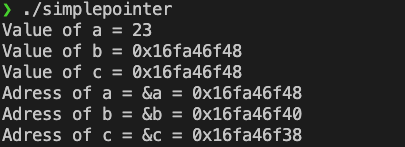 ❯ ./simplepointer
Value of a = 23
Value of b = 0x16fa46f48
Value of c = 0x16fa46f48
Adress of a = &a = 0x16fa46f48
Adress of b = &b = 0x16fa46f40
Adress of c = &c = 0x16fa46f38